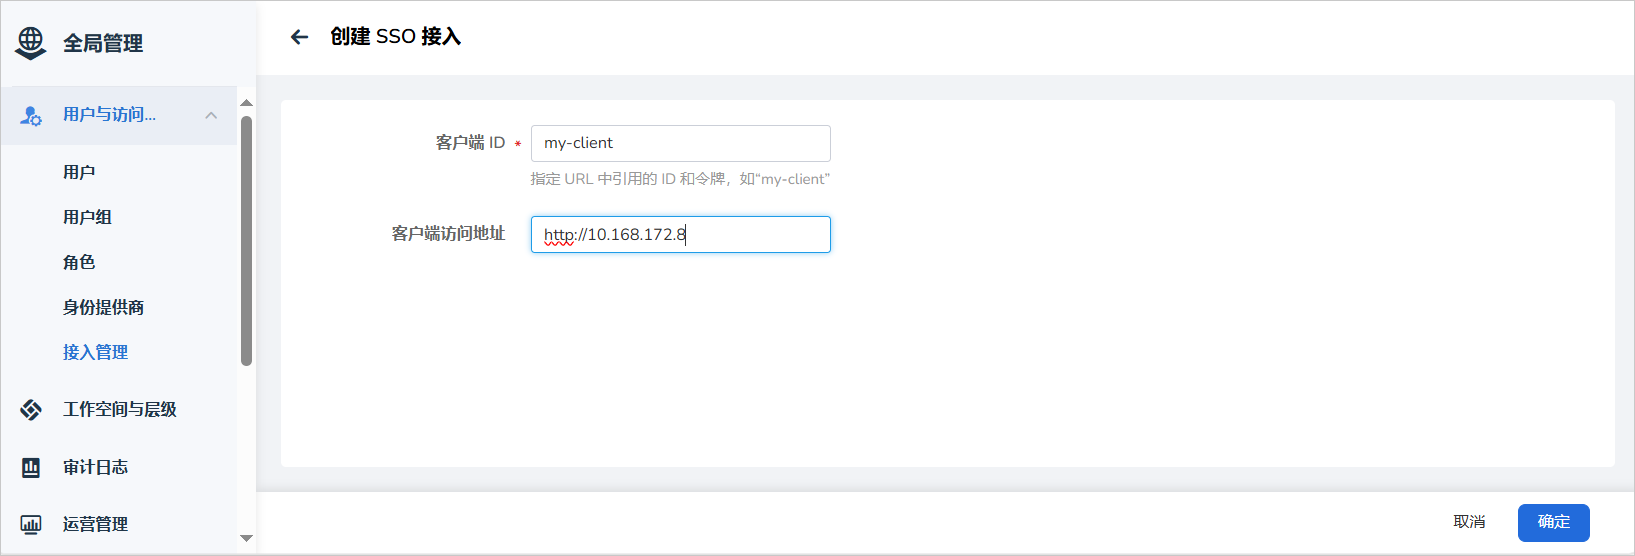 全局管理
创建 SSO 接入
用户与访问...
用户
用户组
角色
身份提供商
接入管理
工作空间与层级
审计日志
运营管理
客户端 ID *
my-client
指定 URL 中引用的 ID 和令牌，如“my-client”
客户端访问地址
http://10.168.172.8
取消
确定